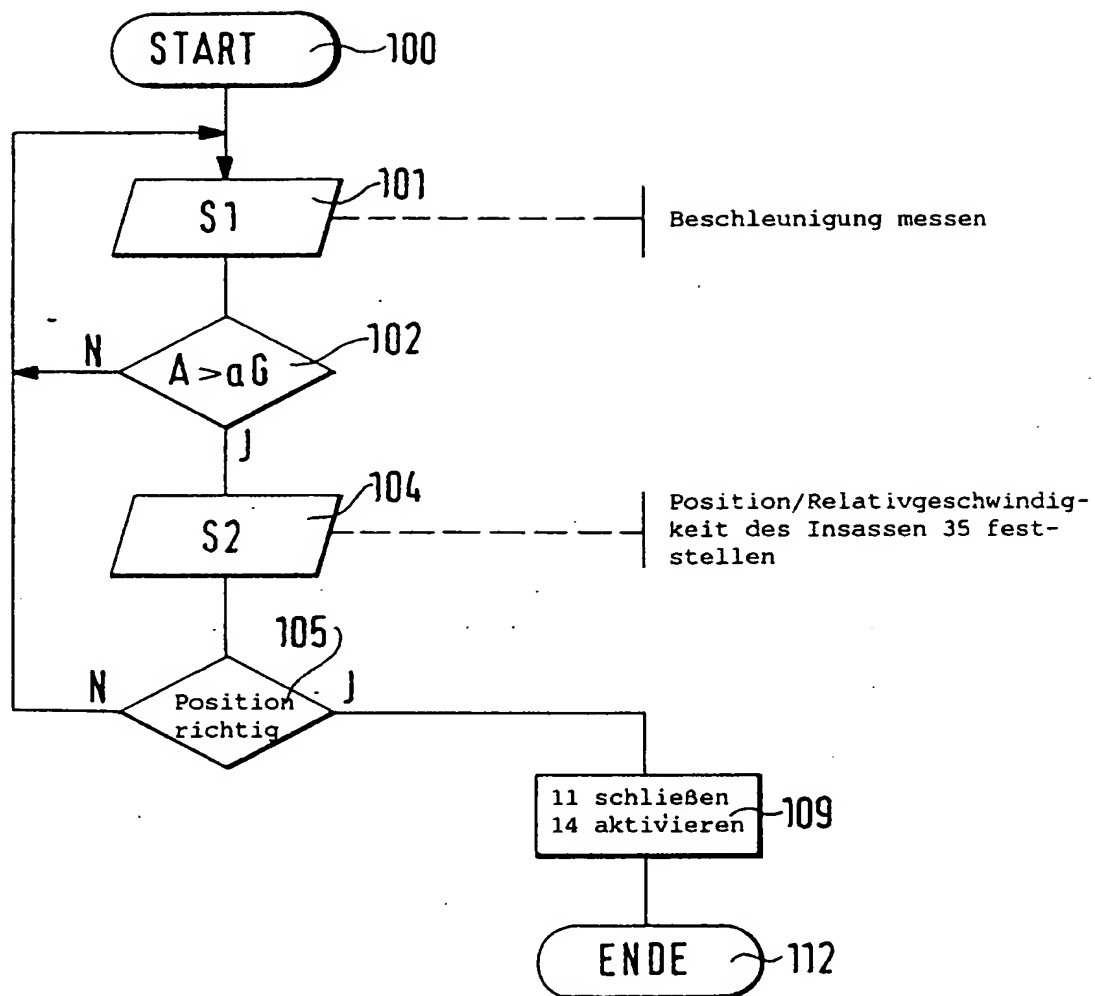 START 100
101
S1
Beschleunigung messen
N A>aG 102
J
104
S2
Position/Relativgeschwindig-
keit des Insassen 35 fest-
stellen
105
N J
Position
richtig
11 schließen
14 aktivieren
109
ENDE 112